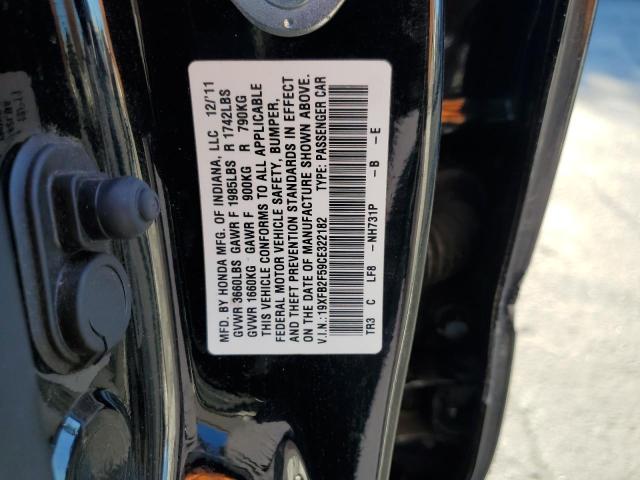 MFD. BY HONDA MFG. OF INDIANA, LLC 12/11
GVWR 3660LBS GAWR F 1985LBS R 1742LBS
GVWR 1660KG GAWR F 900KG R 790KG
THIS VEHICLE CONFORMS TO ALL APPLICABLE
FEDERAL MOTOR VEHICLE SAFETY, BUMPER,
AND THEFT PREVENTION STANDARDS IN EFFECT
ON THE DATE OF MANUFACTURE SHOWN ABOVE.
V.I.N.: 19XFB2F59CE322182 TYPE: PASSENGER CAR
TR3 C LF8 - NH731P - B - E